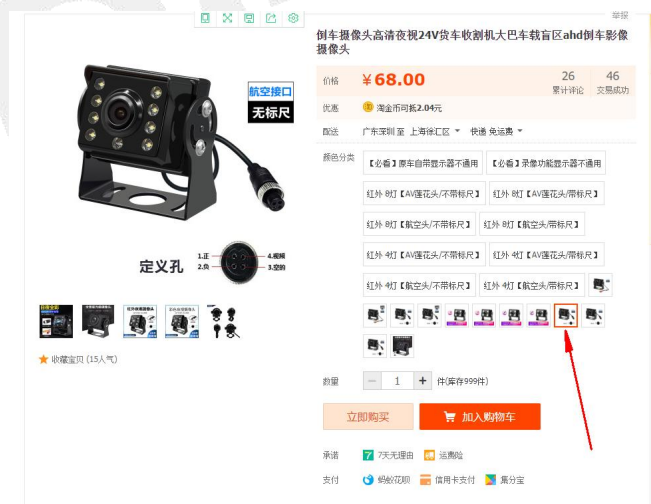 举报
倒车摄像头高清夜视24V货车收割机大巴车载盲区ahd倒车影像
摄像头
价格
¥68.00
26
累计评论
46
交易成功
优惠
淘金币可抵2.04元
配送
广东深圳 至 上海徐汇区
快递 免运费
颜色分类
【必看】原车自带显示器不通用
【必看】录像功能显示器不通用
红外 8灯【AV莲花头/不带标尺】
红外 8灯【AV莲花头/带标尺】
红外 8灯【航空头/不带标尺】
红外 8灯【航空头/带标尺】
红外 4灯【AV莲花头/不带标尺】
红外 4灯【AV莲花头/带标尺】
红外 4灯【航空头/不带标尺】
红外 4灯【航空头/带标尺】
数量
1
件(库存999件)
立即购买
加入购物车
承诺
7
7天无理由
运费险
支付
蚂蚁花呗
信用卡支付
集分宝
航空接口
无标尺
定义孔
1.正
2.负
4.视频
3.空的
收藏宝贝 (15人气)